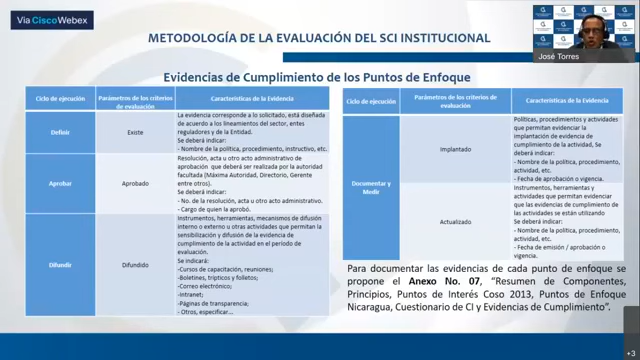 Vía CiscoWebex
METODOLOGÍA DE LA EVALUACIÓN DEL SCI INSTITUCIONAL
José Torres
Evidencias de Cumplimiento de los Puntos de Enfoque
Ciclo de ejecución
Parámetros de los criterios de evaluación
Características de la Evidencia
Definir
Existe
La evidencia corresponde a lo solicitado, está diseñada
de acuerdo a los lineamientos del sector, entes
reguladores y de la Entidad.
Se deberá indicar:
- Nombre de la política, procedimiento, instructivo, etc.
Aprobar
Aprobado
Resolución, acta u otro acto administrativo de
aprobación que deberá ser realizada por la autoridad
facultada (Máxima Autoridad, Directorio, Gerente
entre otros).
Se deberá indicar:
- No. de la resolución, acta u otro acto administrativo.
- Cargo de quien la aprobó.
Difundir
Difundido
Instrumentos, herramientas, mecanismos de difusión
interno o externo u otras actividades que permitan la
sensibilización y difusión de la evidencia de
cumplimiento de la actividad en el período de
evaluación.
Se indicará:
-Cursos de capacitación, reuniones;
-Boletines, trípticos y folletos;
-Correo electrónico;
-Intranet;
-Páginas de transparencia;
- Otros, especificar...
Ciclo de ejecución
Parámetros de los criterios de
evaluación
Características de la Evidencia
Documentar y
Medir
Implantado
Políticas, procedimientos y actividades
que permitan evidenciar la
implantación de evidencia de
cumplimiento de la actividad, Se
deberá indicar:
- Nombre de la política, procedimiento,
actividad, etc.
- Fecha de aprobación o vigencia.
Actualizado
Instrumentos, herramientas y
actividades que permitan evidenciar
que las evidencias de cumplimiento de
las actividades se están utilizando
Se deberá indicar:
- Nombre de la política, procedimiento,
actividad, etc.
- Fecha de emisión / aprobación o
vigencia.
Para documentar las evidencias de cada punto de enfoque se
propone el Anexo No. 07, “Resumen de Componentes,
Principios, Puntos de Interés Coso 2013, Puntos de Enfoque
Nicaragua, Cuestionario de CI y Evidencias de Cumplimiento”.
+3